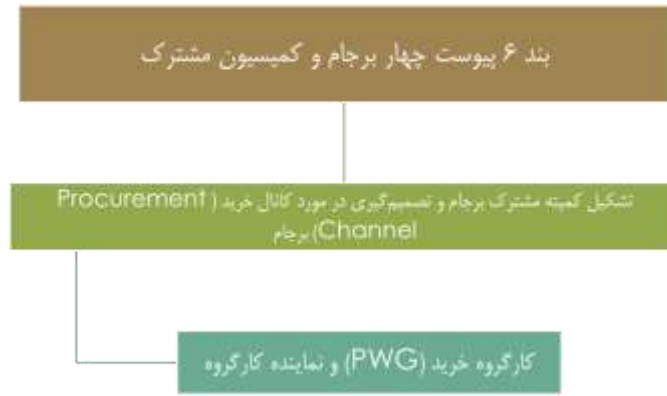 بند ۶ پیوست چهار برجام و کمیسیون مشترک
تشکیل کمیته مشترک برجام و تصمیم‌گیری در مورد کانال خرید (Procurement
Channel) برجام
کارگروه خرید (PWG) و نماینده کارگروه